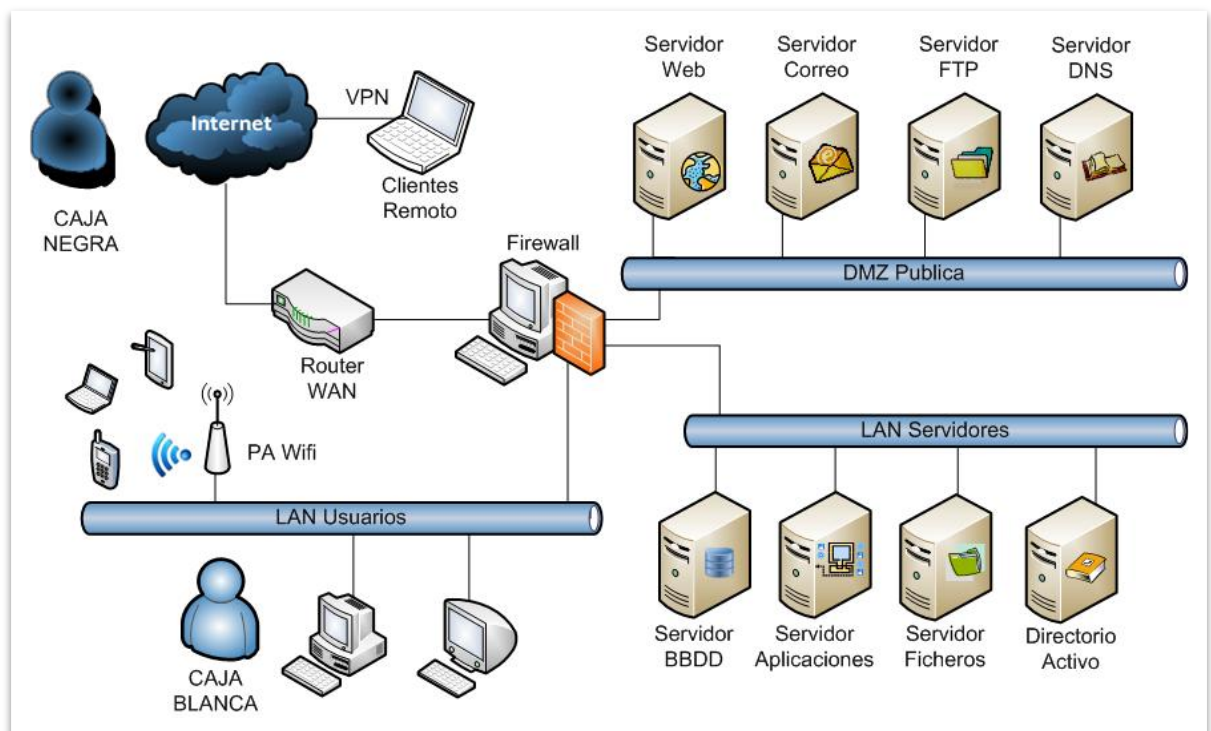 Servidor
Web
Servidor
Correo
Servidor
FTP
Servidor
DNS
VPN
Internet
Clientes
Remoto
CAJA
NEGRA
Firewall
DMZ Publica
Router
WAN
PA Wifi
LAN Servidores
LAN Usuarios
Servidor
BBDD
Servidor
Aplicaciones
Servidor
Ficheros
Directorio
Activo
CAJA
BLANCA